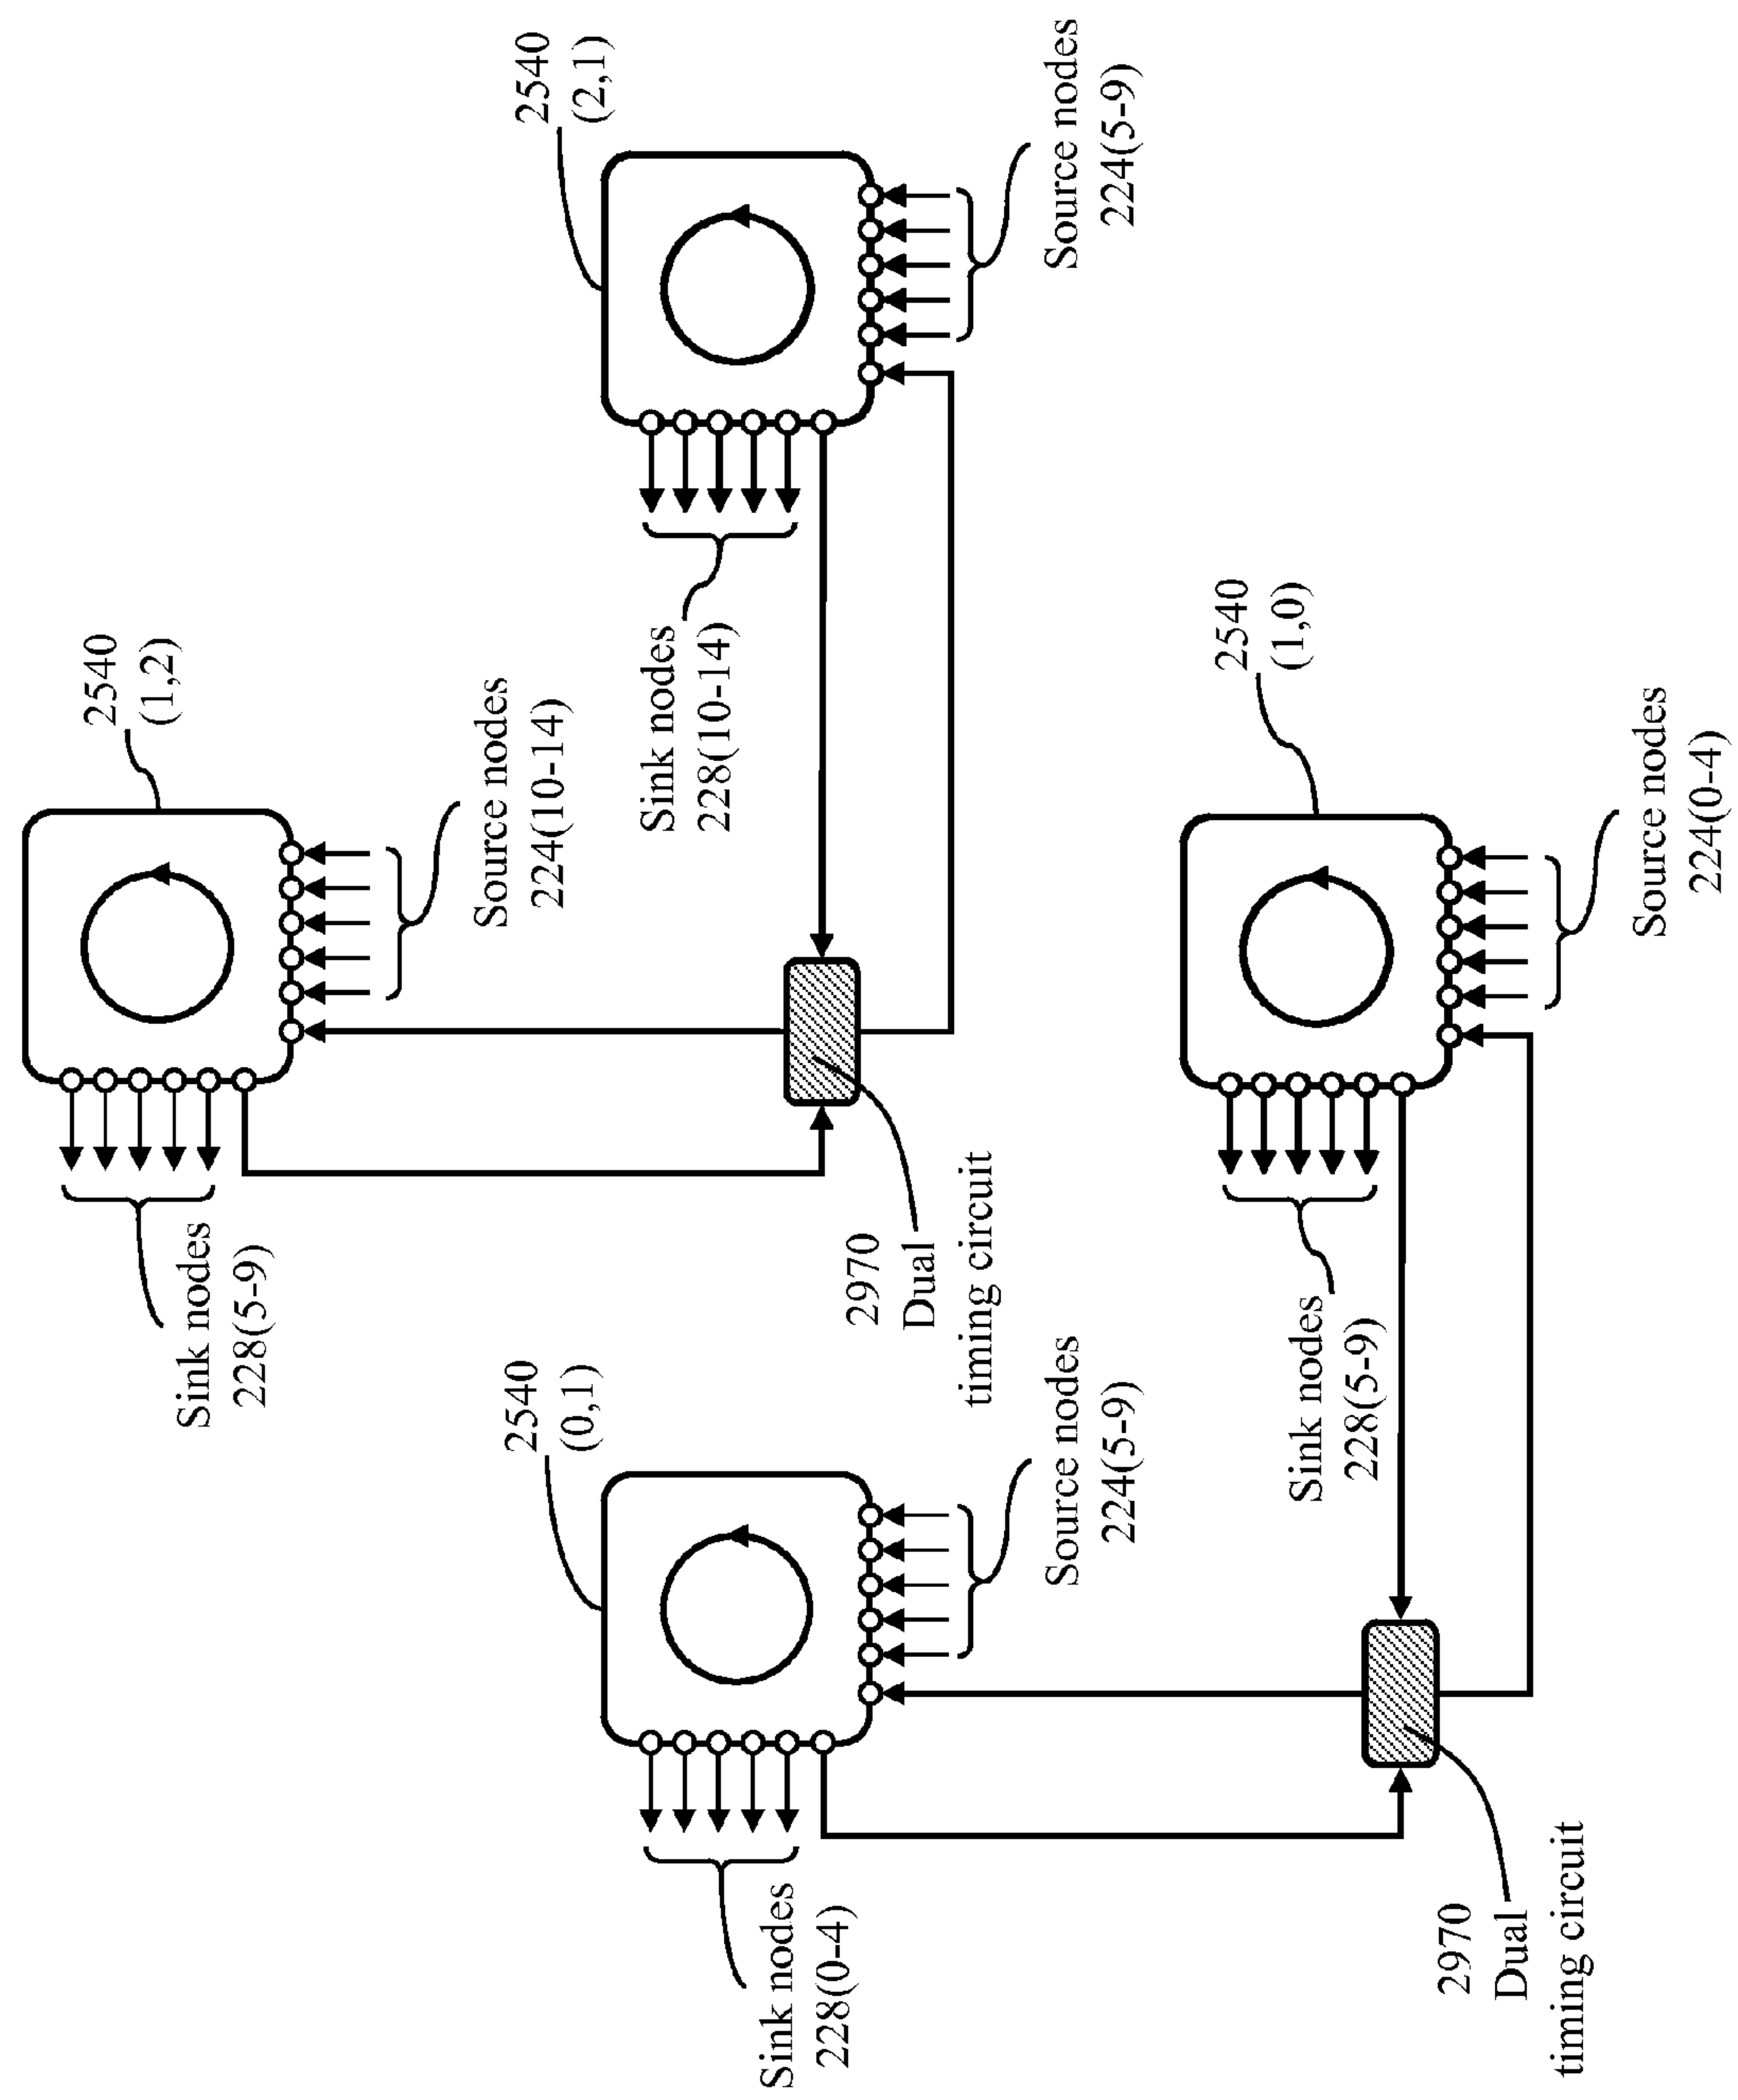 2540
(1,2)
Sink nodes
228(5-9)
Source nodes
224(10-14)
2540
(0,1)
2540
(2,1)
Sink nodes
228(10-14)
Sink nodes
228(0-4)
2970
Dual
timing circuit
Source nodes
224(5-9)
Source nodes
224(5-9)
2540
(1,0)
Sink nodes
228(5-9)
2970
Dual
timing circuit
Source nodes
224(0-4)